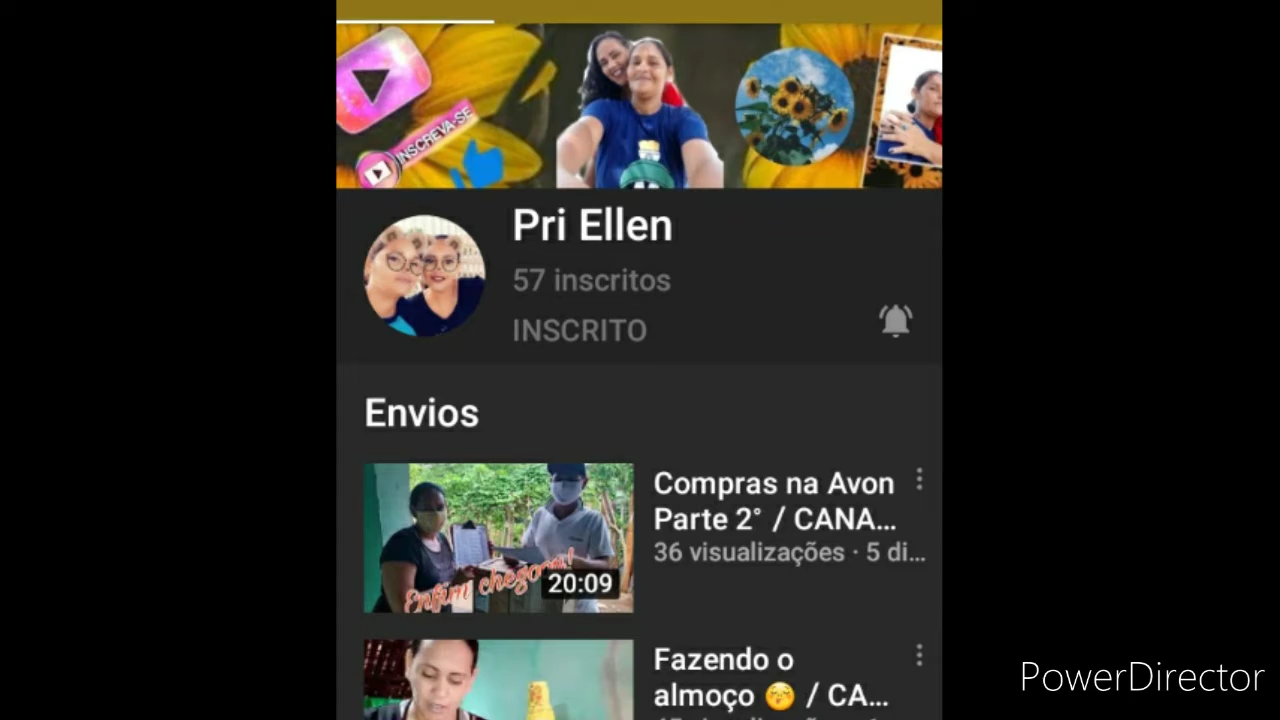 INSCREVA-SE
Pri Ellen
57 inscritos
INSCRITO
Envios
Enfim chegou!
20:09
Compras na Avon
Parte 2° / CANA...
36 visualizações · 5 di...
Fazendo o
almoço 😚 / CA...
PowerDirector